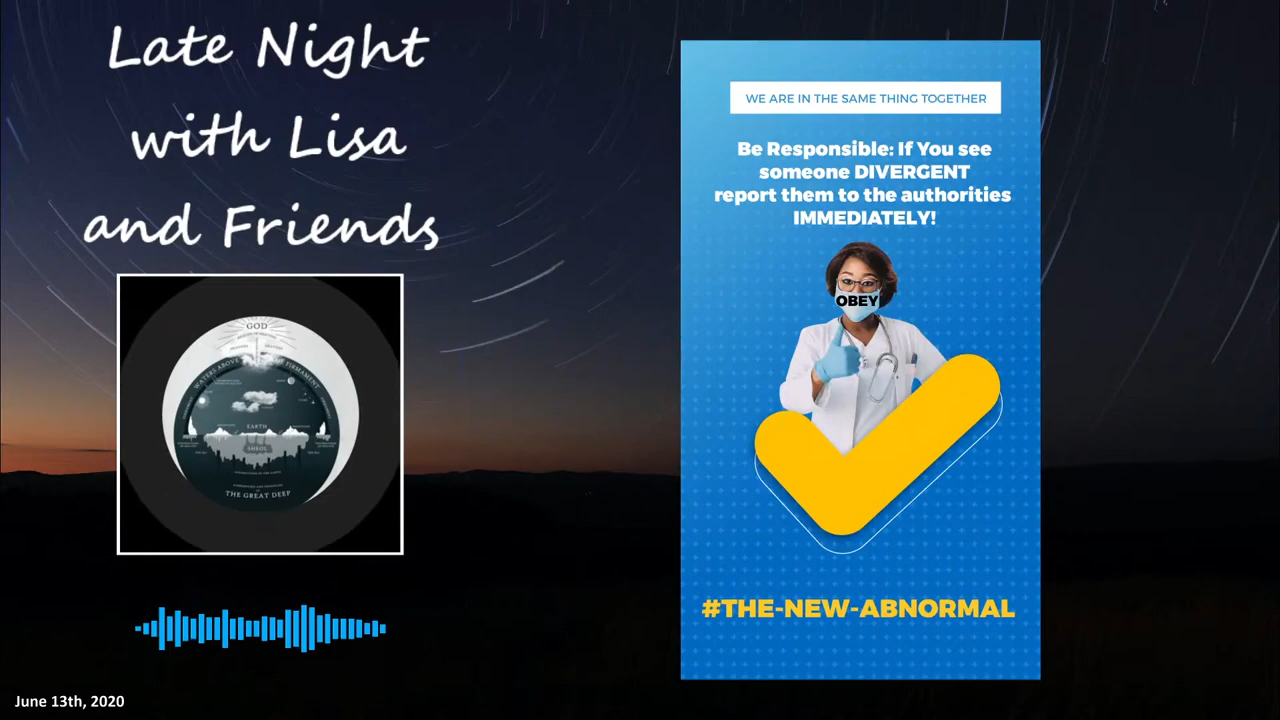 Late Night
with Lisa
and Friends
GOD
WATERS ABOVE THE FIRMAMENT
EARTH
SHEOL
THE GREAT DEEP
June 13th, 2020
WE ARE IN THE SAME THING TOGETHER
Be Responsible: If You see
someone DIVERGENT
report them to the authorities
IMMEDIATELY!
OBEY
#THE-NEW-ABNORMAL